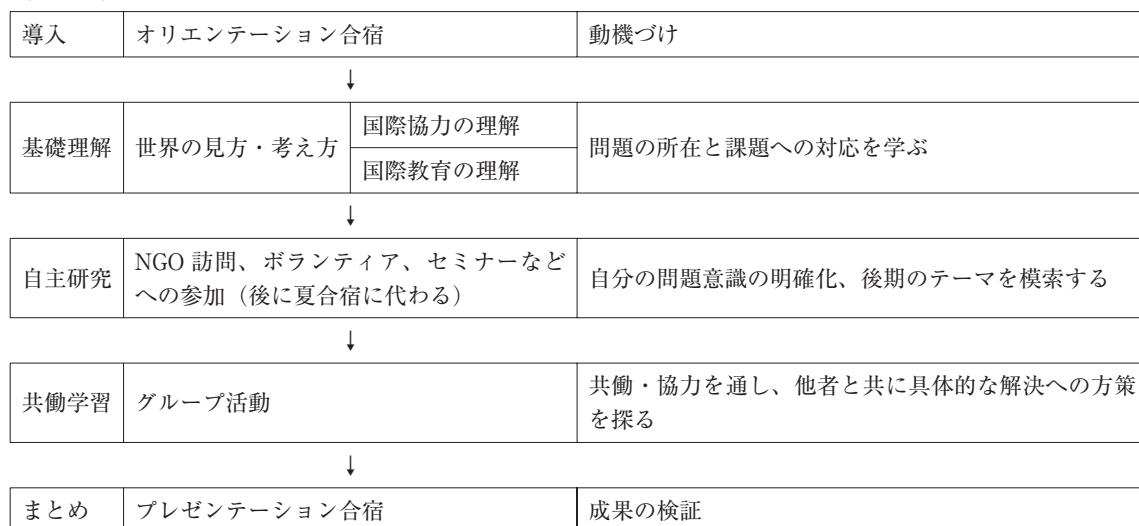 導入 オリエンテーション合宿 動機づけ
↓
基礎理解 世界の見方・考え方 国際協力の理解 国際教育の理解 問題の所在と課題への対応を学ぶ
↓
自主研究 NGO 訪問、ボランティア、セミナーなど
への参加（後に夏合宿に代わる） 自分の問題意識の明確化、後期のテーマを模索する
↓
共働学習 グループ活動 共働・協力を通し、他者と共に具体的な解決への方策
を探る
↓
まとめ プレゼンテーション合宿 成果の検証